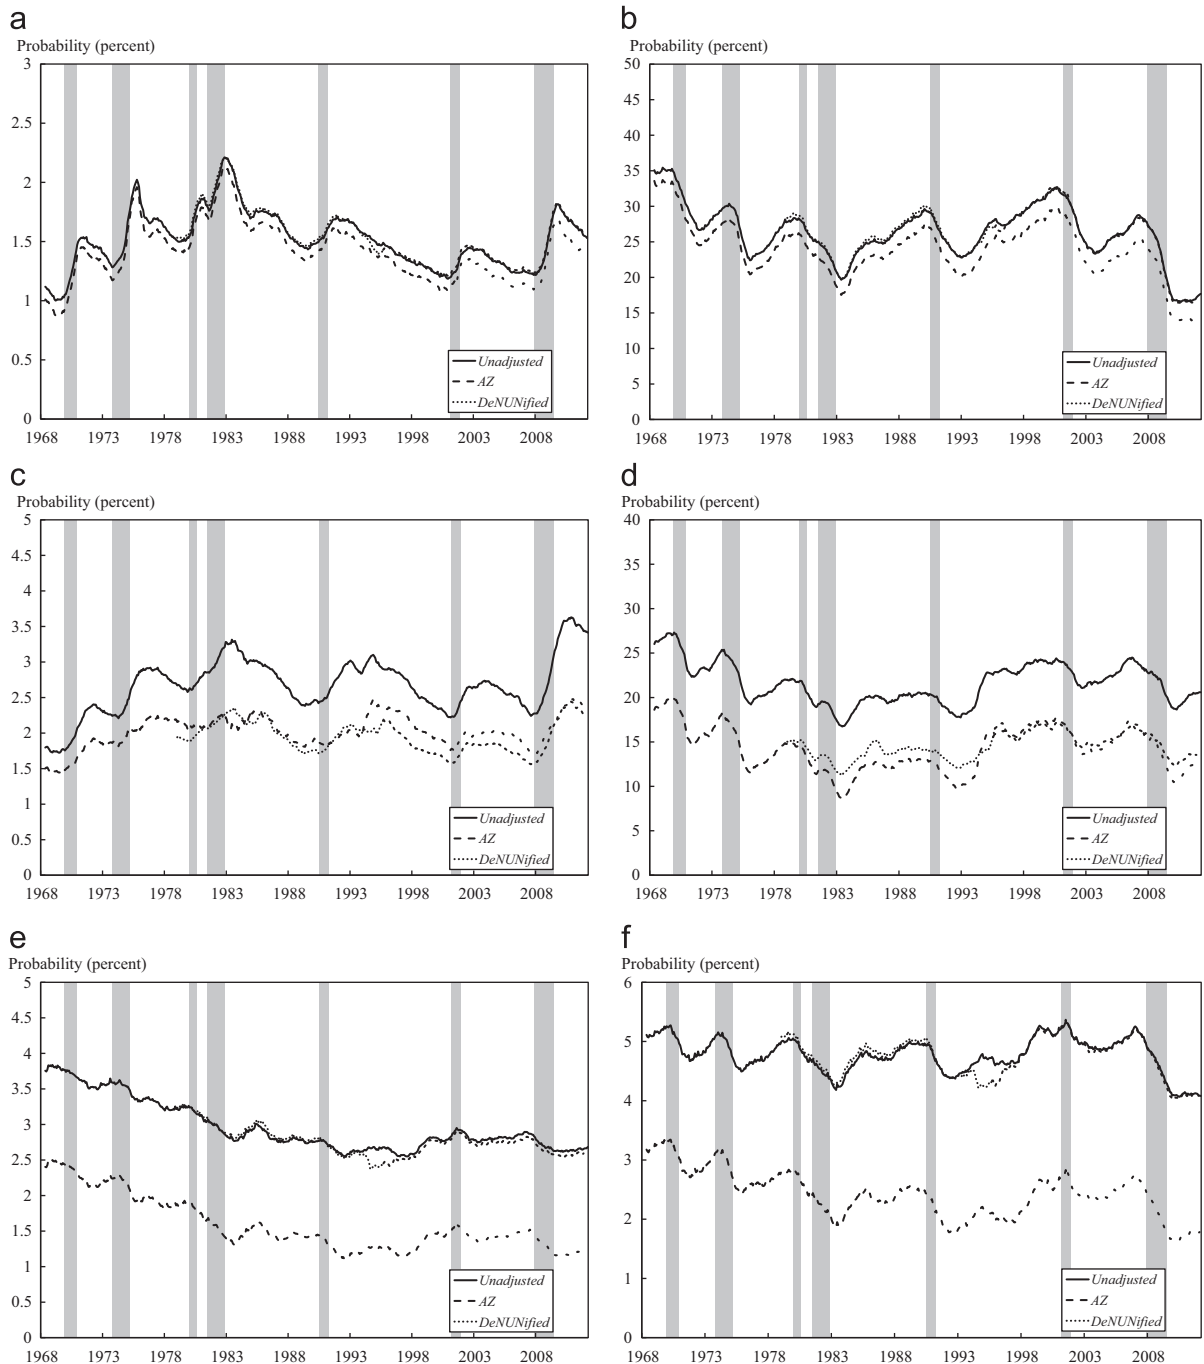 a
Probability (percent)
3
2.5
2
1.5
1
0.5
0
1968 1973 1978 1983 1988 1993 1998 2003 2008
Unadjusted
AZ
DeNUNified
b
Probability (percent)
50
45
40
35
30
25
20
15
10
5
0
1968 1973 1978 1983 1988 1993 1998 2003 2008
Unadjusted
AZ
DeNUNified
c
Probability (percent)
5
4.5
4
3.5
3
2.5
2
1.5
1
0.5
0
1968 1973 1978 1983 1988 1993 1998 2003 2008
Unadjusted
AZ
DeNUNified
d
Probability (percent)
40
35
30
25
20
15
10
5
0
1968 1973 1978 1983 1988 1993 1998 2003 2008
Unadjusted
AZ
DeNUNified
e
Probability (percent)
5
4.5
4
3.5
3
2.5
2
1.5
1
0.5
0
1968 1973 1978 1983 1988 1993 1998 2003 2008
Unadjusted
AZ
DeNUNified
f
Probability (percent)
6
5
4
3
2
1
0
1968 1973 1978 1983 1988 1993 1998 2003 2008
Unadjusted
AZ
DeNUNified